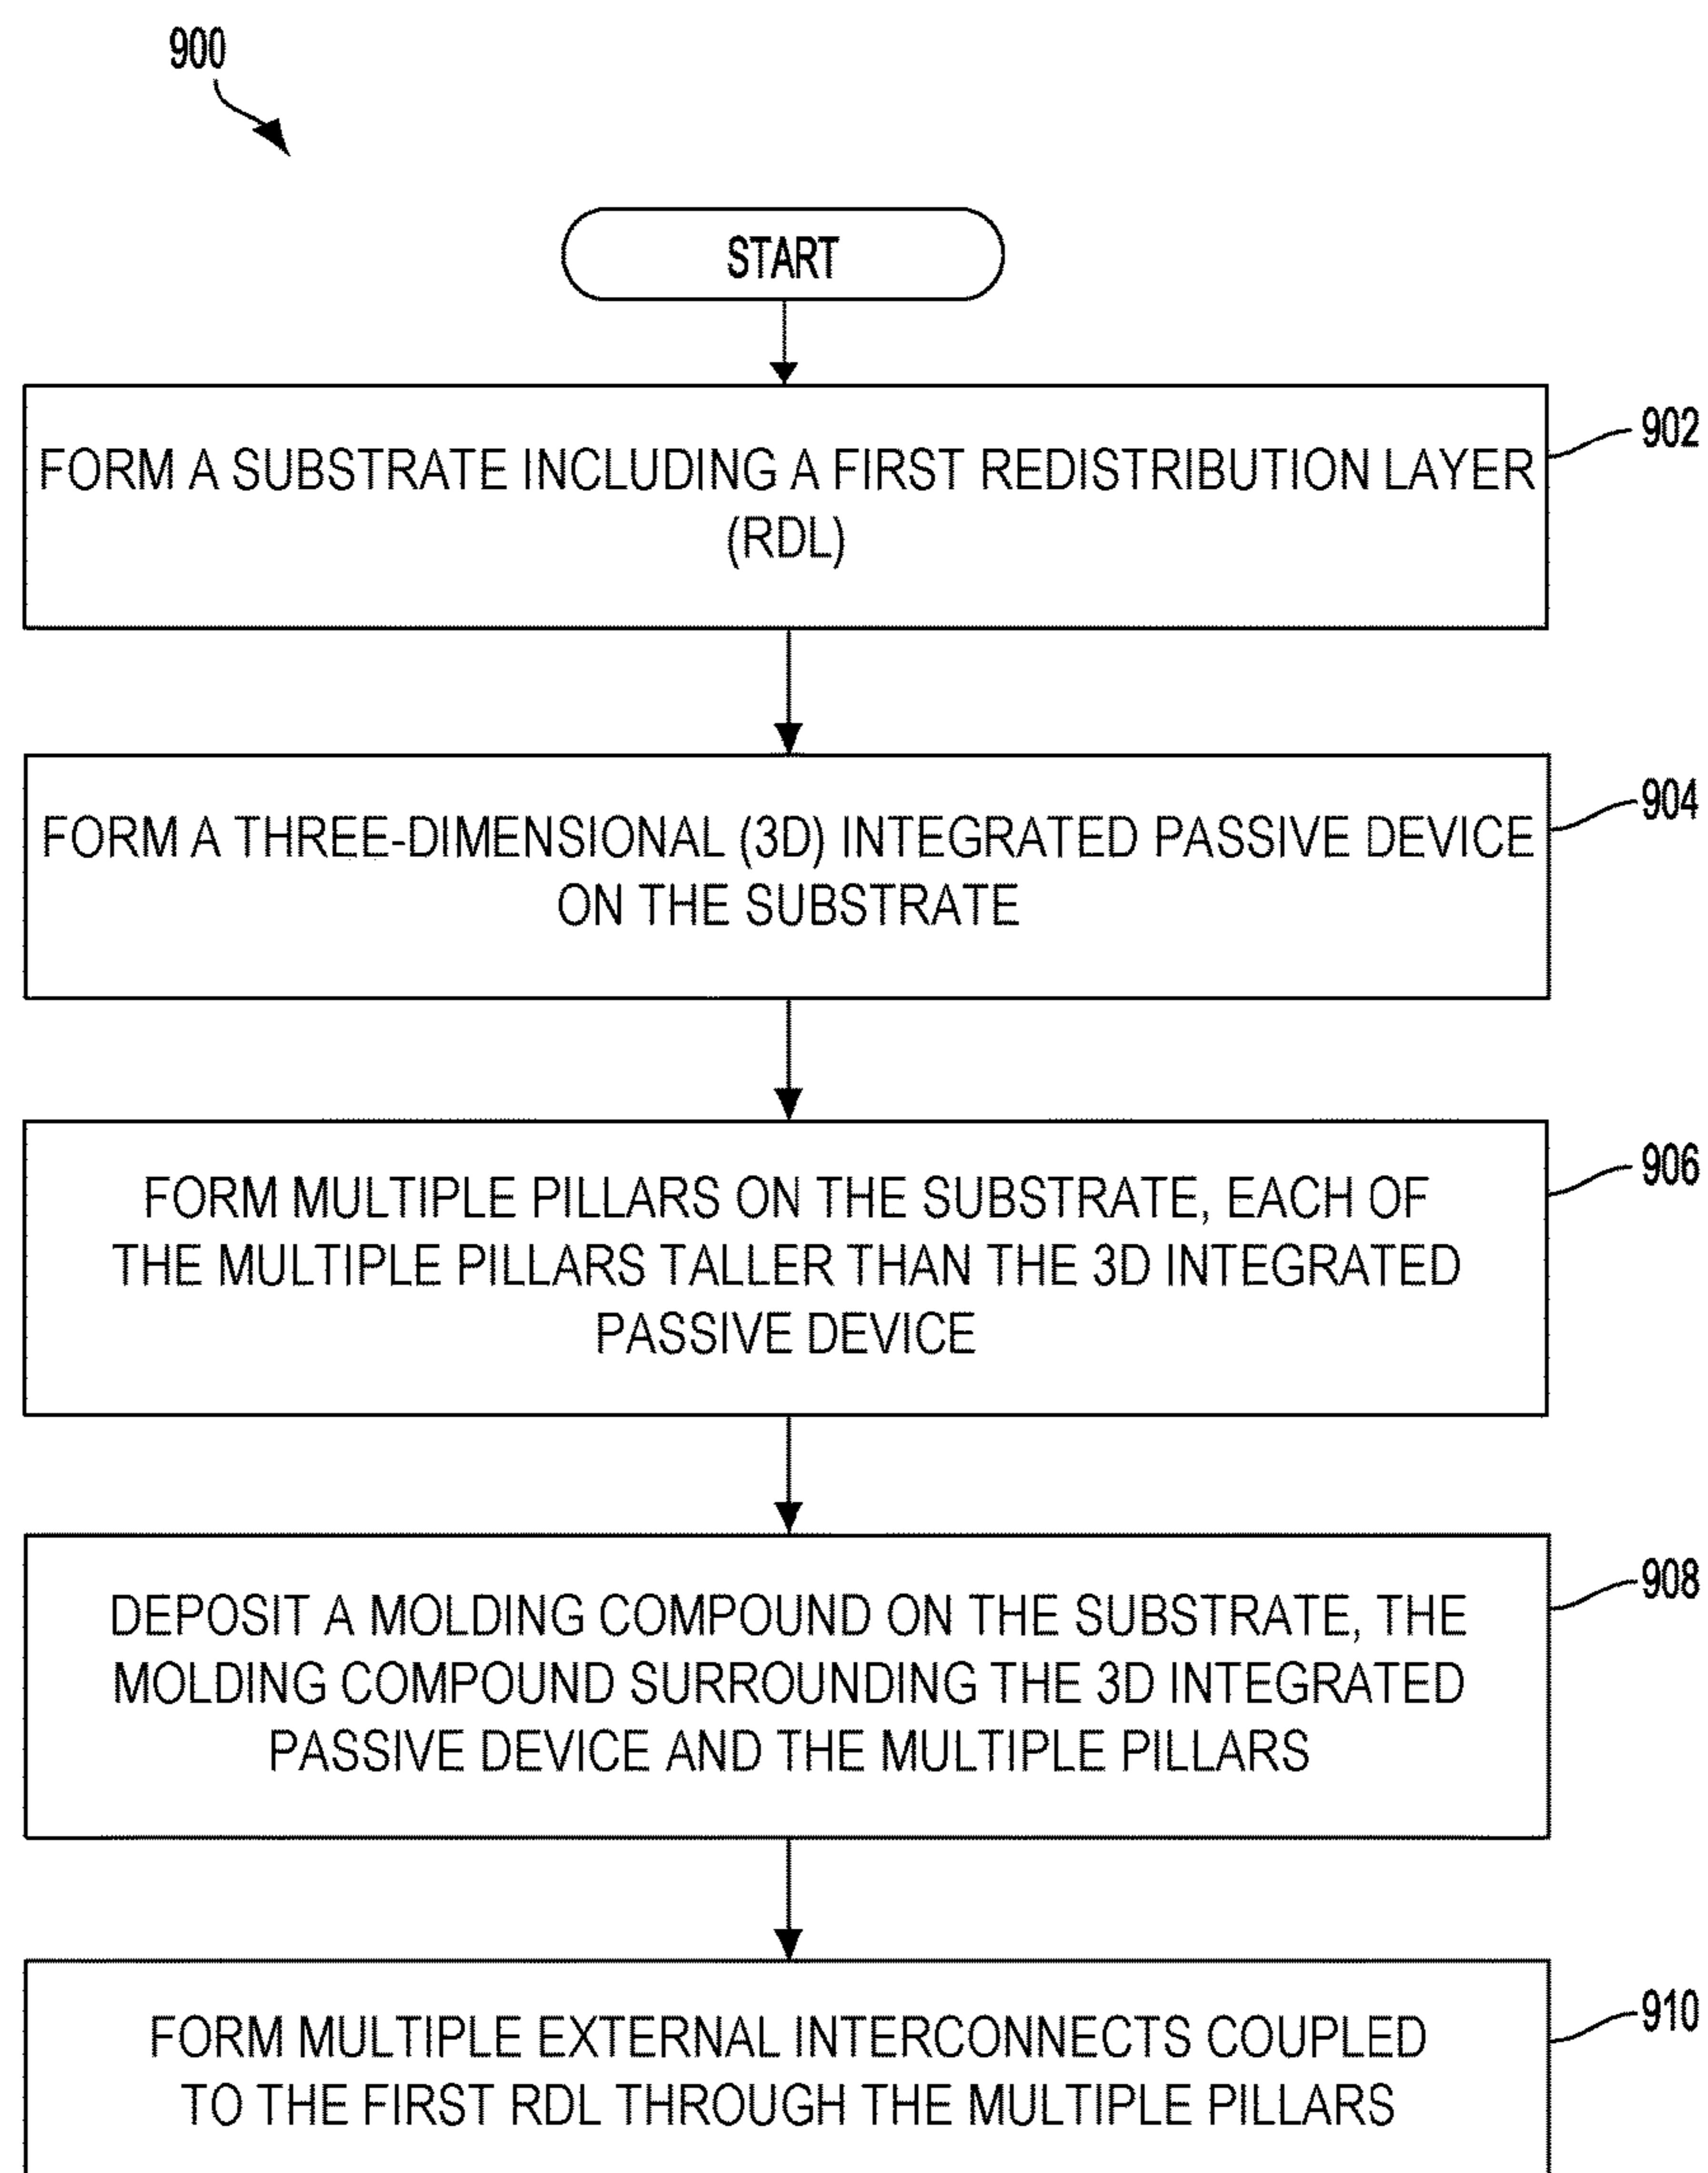 900
START
FORM A SUBSTRATE INCLUDING A FIRST REDISTRIBUTION LAYER
(RDL)
902
FORM A THREE-DIMENSIONAL (3D) INTEGRATED PASSIVE DEVICE
ON THE SUBSTRATE
904
FORM MULTIPLE PILLARS ON THE SUBSTRATE, EACH OF
THE MULTIPLE PILLARS TALLER THAN THE 3D INTEGRATED
PASSIVE DEVICE
906
DEPOSIT A MOLDING COMPOUND ON THE SUBSTRATE, THE
MOLDING COMPOUND SURROUNDING THE 3D INTEGRATED
PASSIVE DEVICE AND THE MULTIPLE PILLARS
908
FORM MULTIPLE EXTERNAL INTERCONNECTS COUPLED
TO THE FIRST RDL THROUGH THE MULTIPLE PILLARS
910